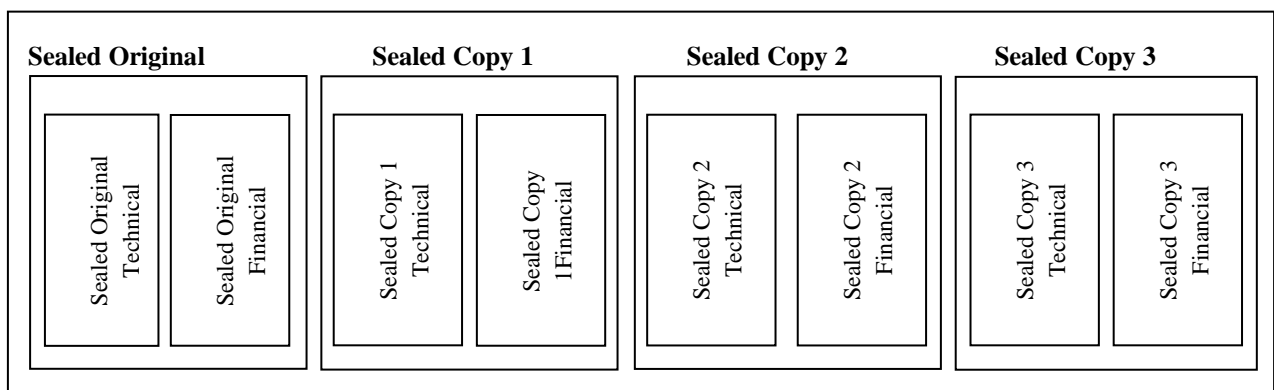 Sealed Original
Sealed Copy 1
Sealed Copy 2
Sealed Copy 3
Sealed Original
Technical
Sealed Original
Financial
Sealed Copy 1
Technical
Sealed Copy
1Financial
Sealed Copy 2
Technical
Sealed Copy 2
Financial
Sealed Copy 3
Technical
Sealed Copy 3
Financial